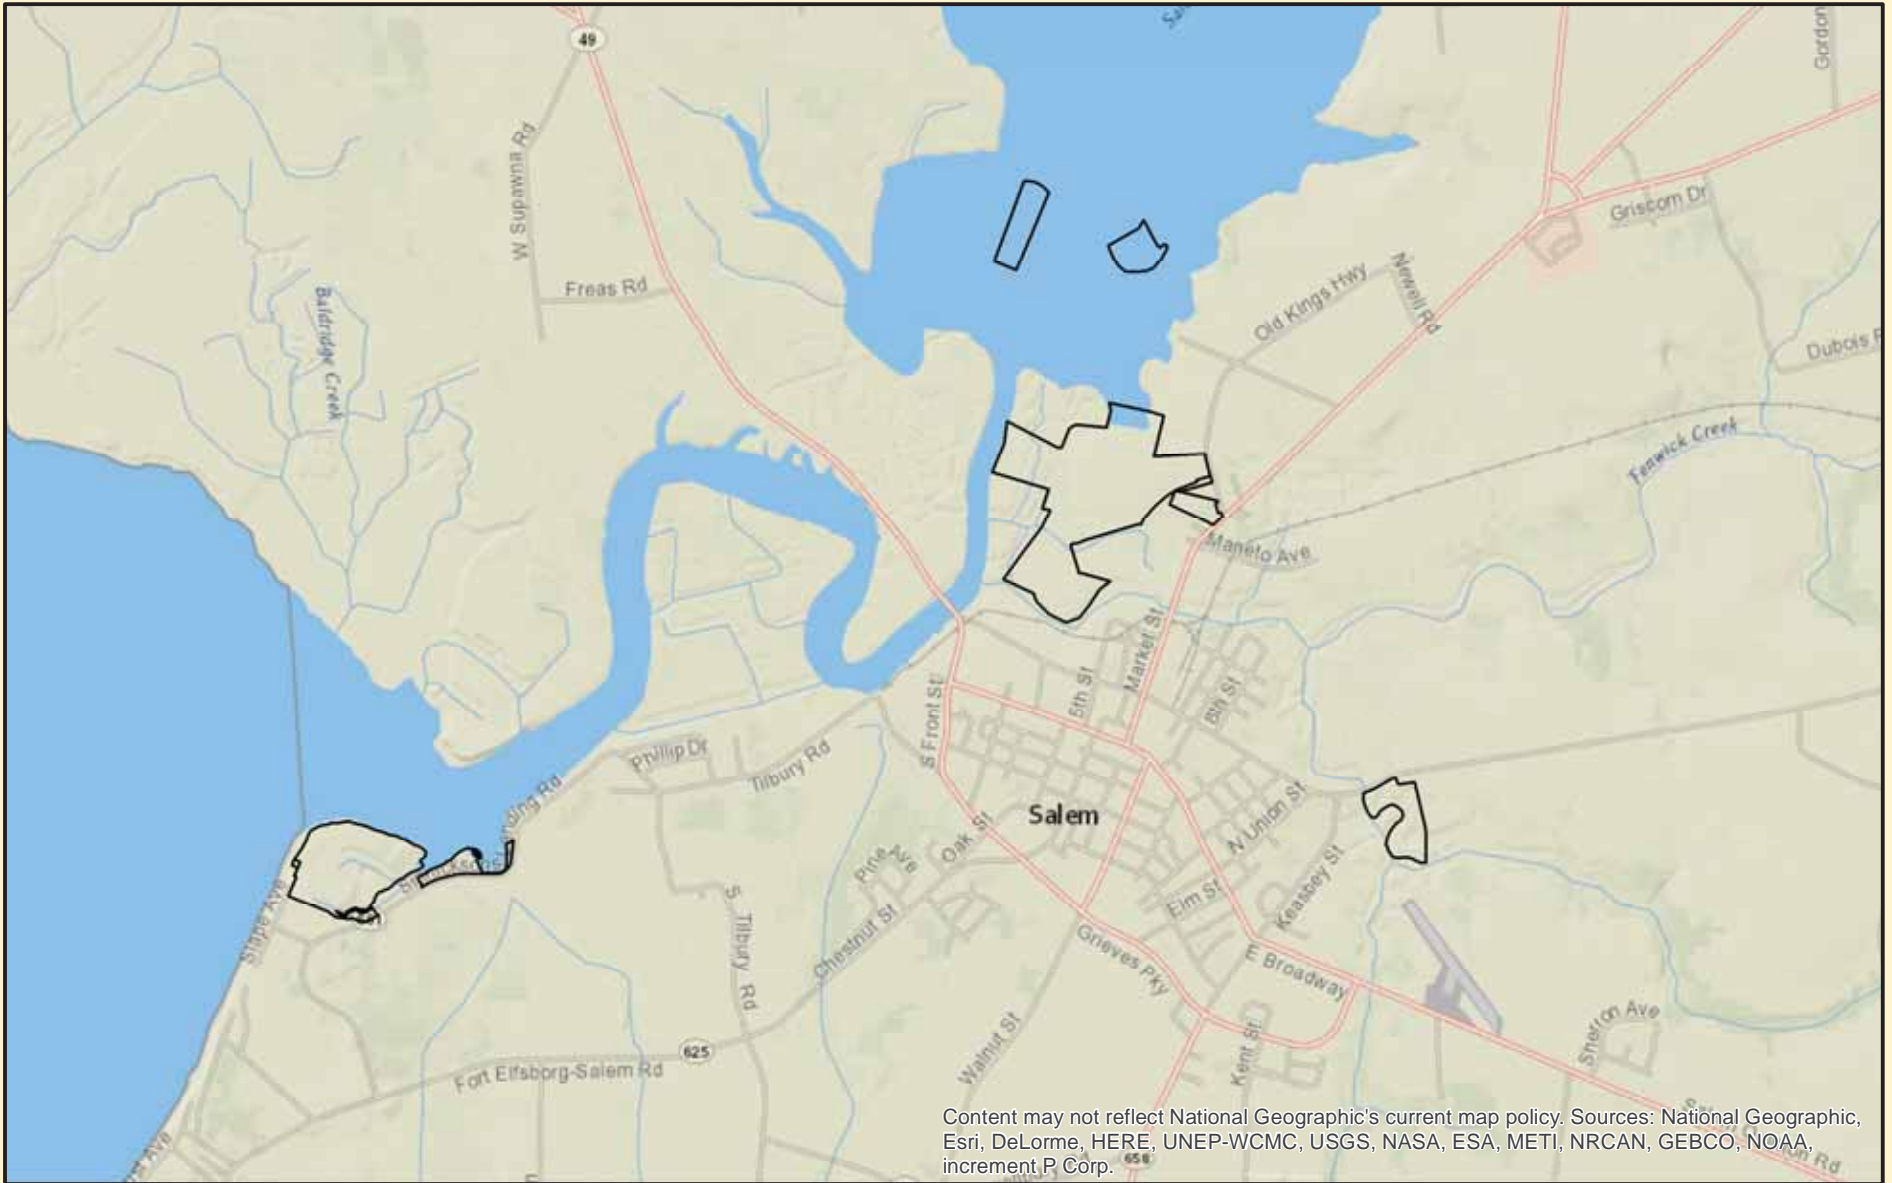 49
Gordon
W Supawna Rd
Griscom Dr
Freas Rd
Old Kings Hwy
Newell Rd
Baldridge Creek
Dubois
Fenwick Creek
Maneto Ave
Market St
5th St
8th St
S Front St
Phillip Dr
Tilbury Rd
Salem
N Union St
Oak St
Pine Ave
Elm St
Keasbey St
Slape Ave
S Tilbury Rd
Chestnut St
Grieves Pky
E Broadway
Walnut St
Kent St
625
Fort Elfsborg-Salem Rd
Content may not reflect National Geographic's current map policy. Sources: National Geographic,
Esri, DeLorme, HERE, UNEP-WCMC, USGS, NASA, ESA, METI, NRCAN, GEBCO, NOAA,
increment P Corp.
658
Rd
Ave